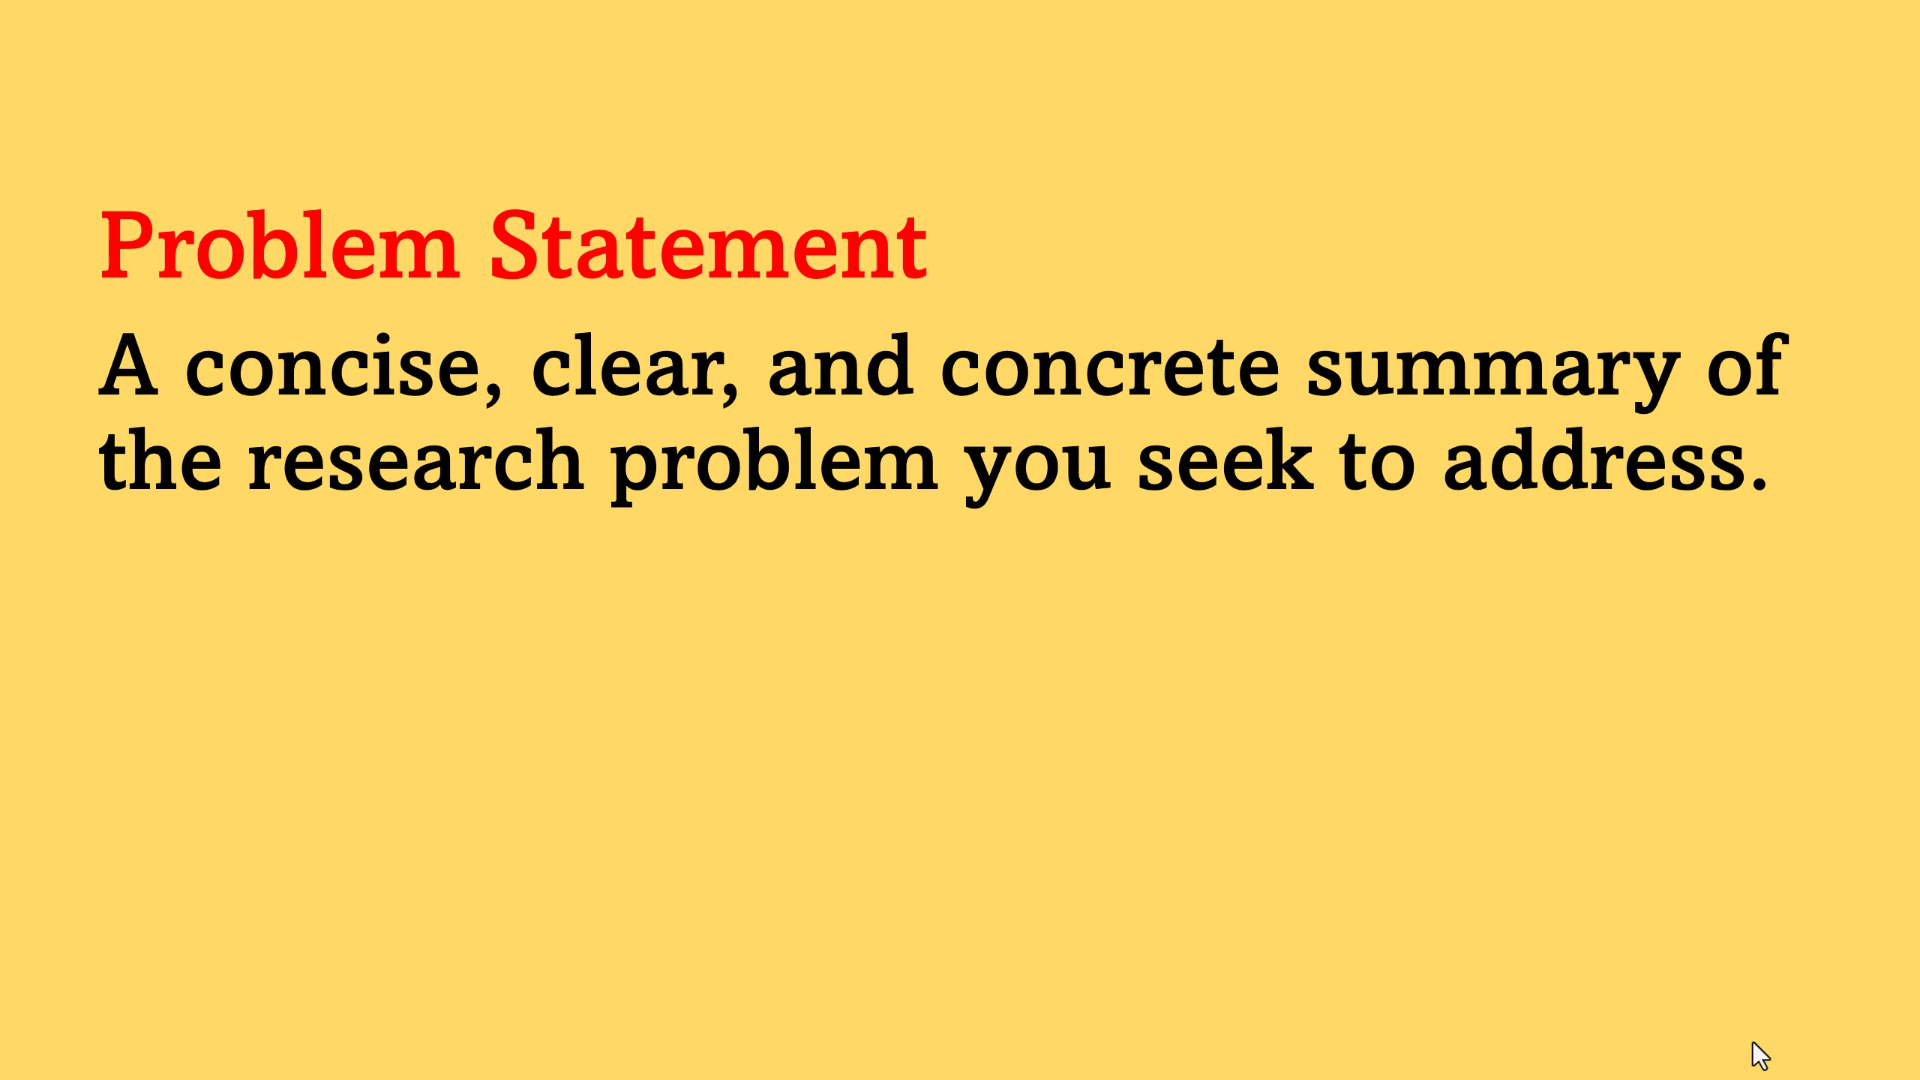 Problem Statement
A concise, clear, and concrete summary of
the research problem you seek to address.